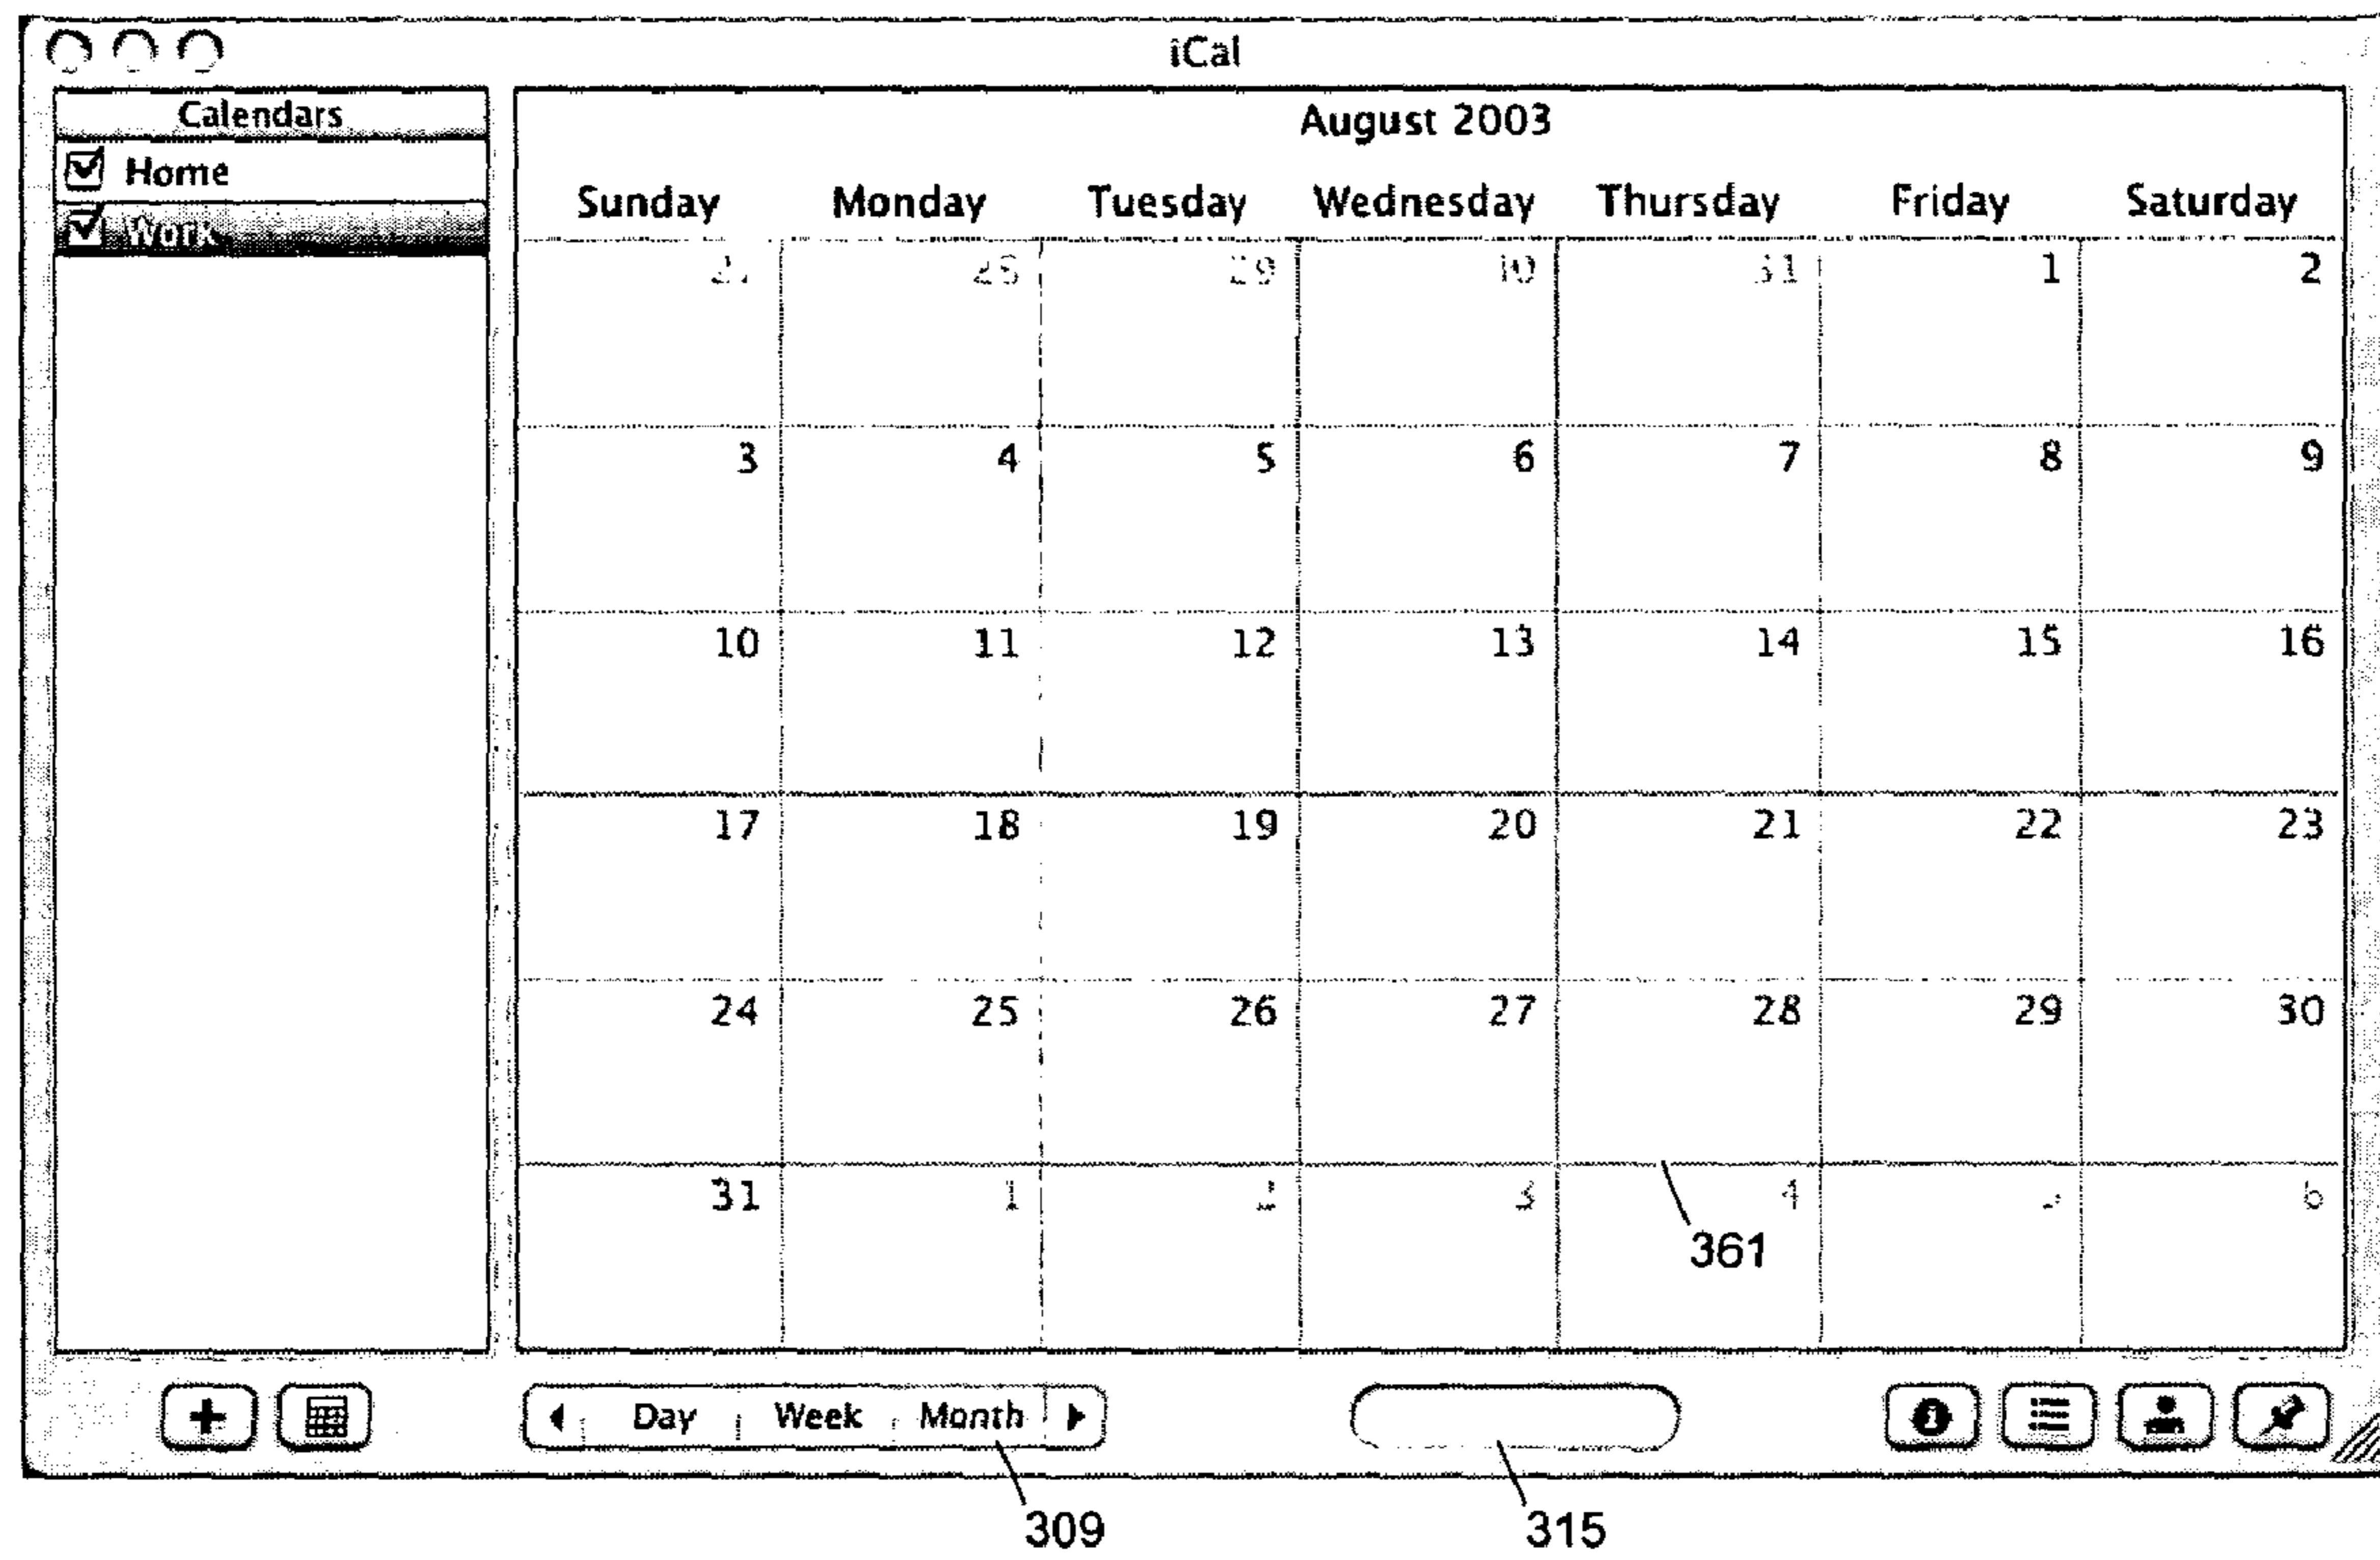 iCal
Calendars
Home
Work
August 2003
Sunday Monday Tuesday Wednesday Thursday Friday Saturday
29 31 1 2
3 4 5 6 7 8 9
10 11 12 13 14 15 16
17 18 19 20 21 22 23
24 25 26 27 28 29 30
31 1 3 4 6
361
Day Week Month
309 315